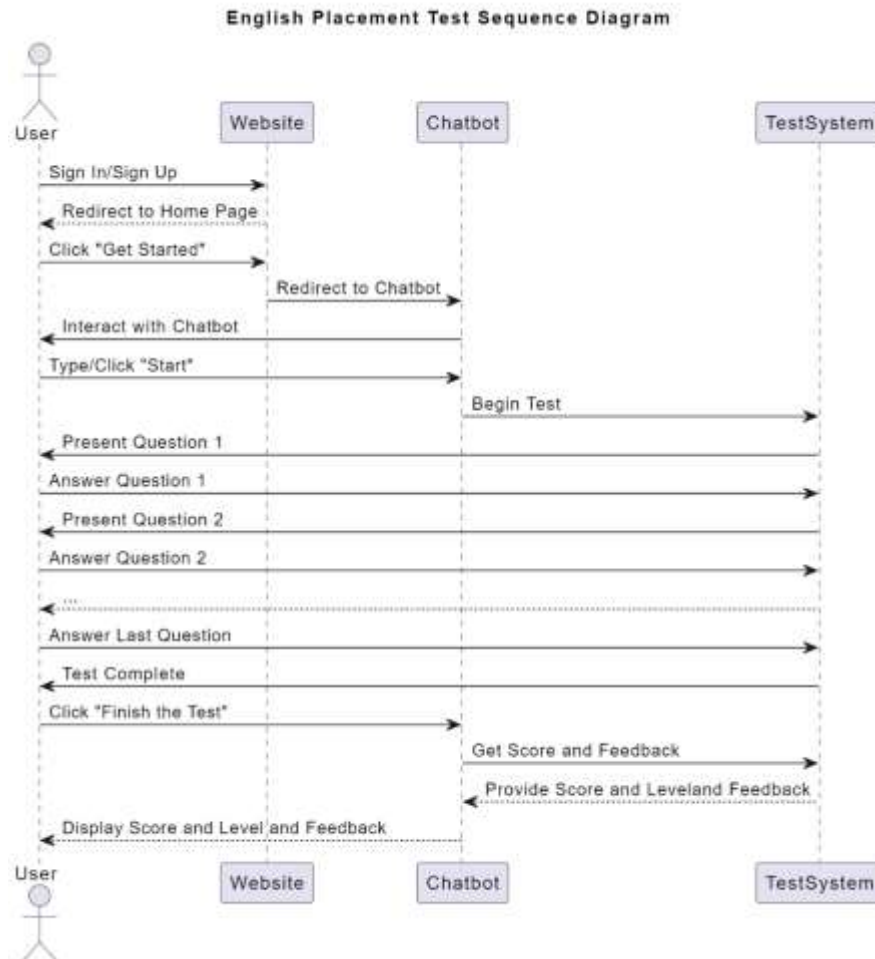 English Placement Test Sequence Diagram
User
Website
Chatbot
TestSystem
Sign In/Sign Up
Redirect to Home Page
Click "Get Started"
Redirect to Chatbot
Interact with Chatbot
Type/Click "Start"
Begin Test
Present Question 1
Answer Question 1
Present Question 2
Answer Question 2
...
Answer Last Question
Test Complete
Click "Finish the Test"
Get Score and Feedback
Provide Score and Leveland Feedback
Display Score and Level and Feedback
User
Website
Chatbot
TestSystem